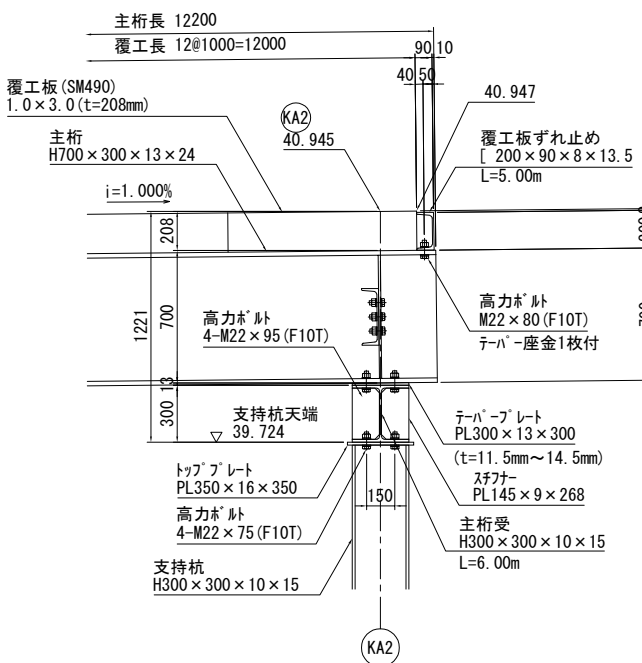 主桁長 12200
覆工長 12@1000=12000
90 10
40 50
40.947
覆工板(SM490)
1.0×3.0(t=208mm)
KA2
40.945
覆工板ずれ止め
[ 200×90×8×13.5
L=5.00m
主桁
H700×300×13×24
i=1.000%
208
700
1221
13
300
高力ボルト
4-M22×95(F10T)
高力ボルト
M22×80(F10T)
テーパー座金1枚付
支持杭天端
39.724
テーパープレート
PL300×13×300
(t=11.5mm～14.5mm)
トッププレート
PL350×16×350
150
スチフナー
PL145×9×268
高力ボルト
4-M22×75(F10T)
主桁受
H300×300×10×15
L=6.00m
支持杭
H300×300×10×15
KA2